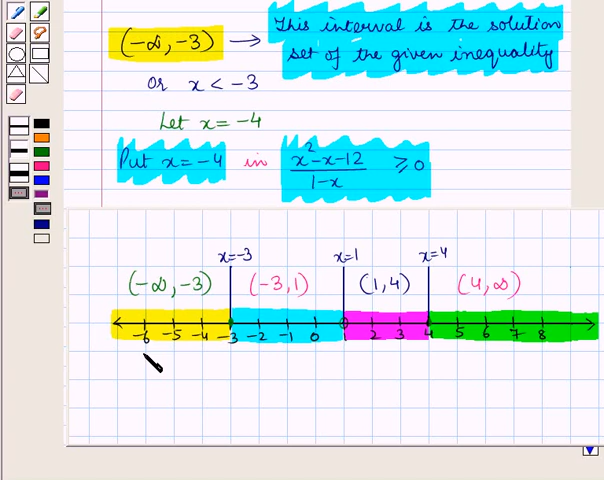 (-∞, -3) → This interval is the solution
set of the given inequality
Or x < -3
Let x = -4
Put x = -4 in (x² - x - 12)/(1 - x) ≥ 0
x=-3 x=1 x=4
(-∞, -3) (-3, 1) (1, 4) (4, ∞)
-6 -5 -4 -3 -2 -1 0 1 2 3 4 5 6 7 8